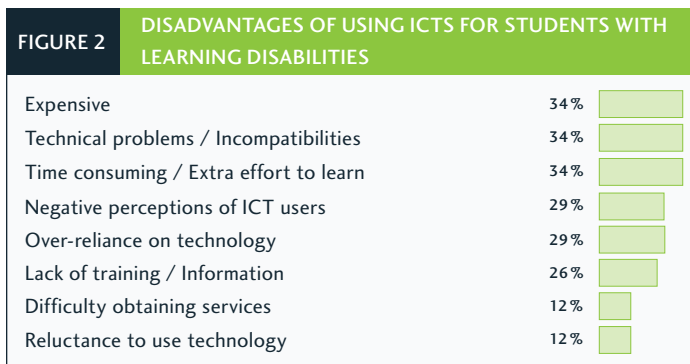 FIGURE 2
DISADVANTAGES OF USING ICTS FOR STUDENTS WITH
LEARNING DISABILITIES
Expensive 34%
Technical problems / Incompatibilities 34%
Time consuming / Extra effort to learn 34%
Negative perceptions of ICT users 29%
Over-reliance on technology 29%
Lack of training / Information 26%
Difficulty obtaining services 12%
Reluctance to use technology 12%